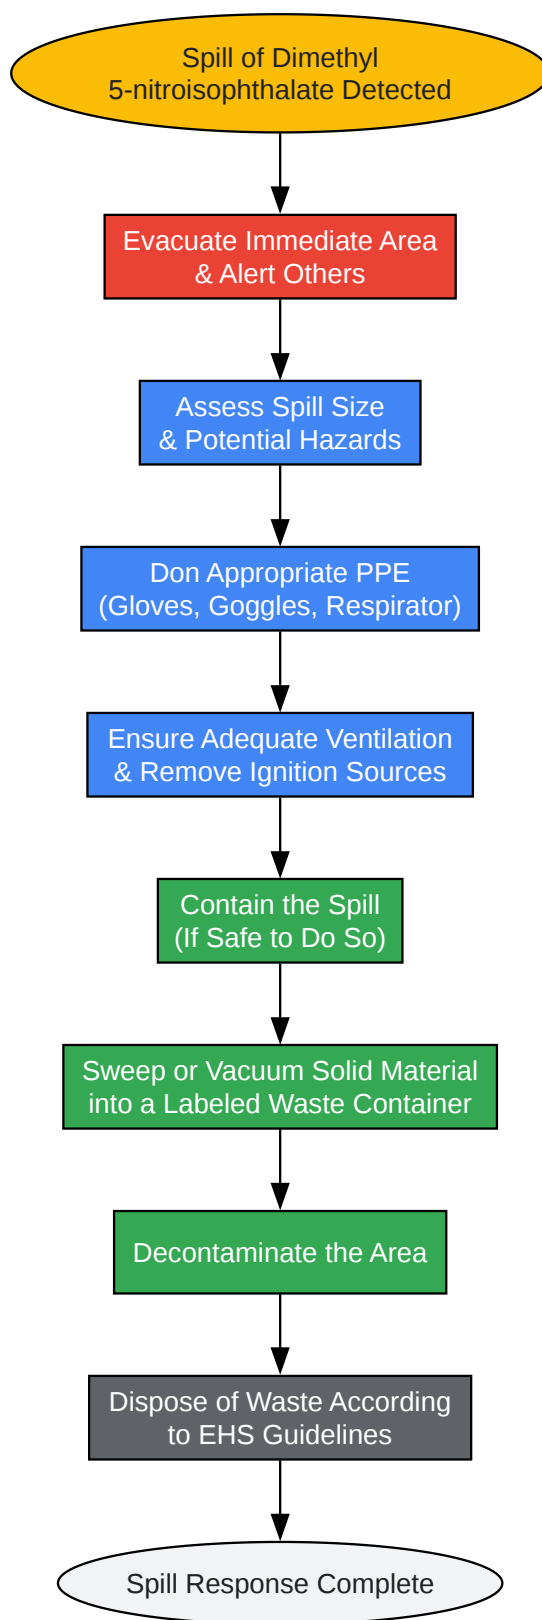 Spill of Dimethyl
5-nitroisophthalate Detected
Evacuate Immediate Area
& Alert Others
Assess Spill Size
& Potential Hazards
Don Appropriate PPE
(Gloves, Goggles, Respirator)
Ensure Adequate Ventilation
& Remove Ignition Sources
Contain the Spill
(If Safe to Do So)
Sweep or Vacuum Solid Material
into a Labeled Waste Container
Decontaminate the Area
Dispose of Waste According
to EHS Guidelines
Spill Response Complete